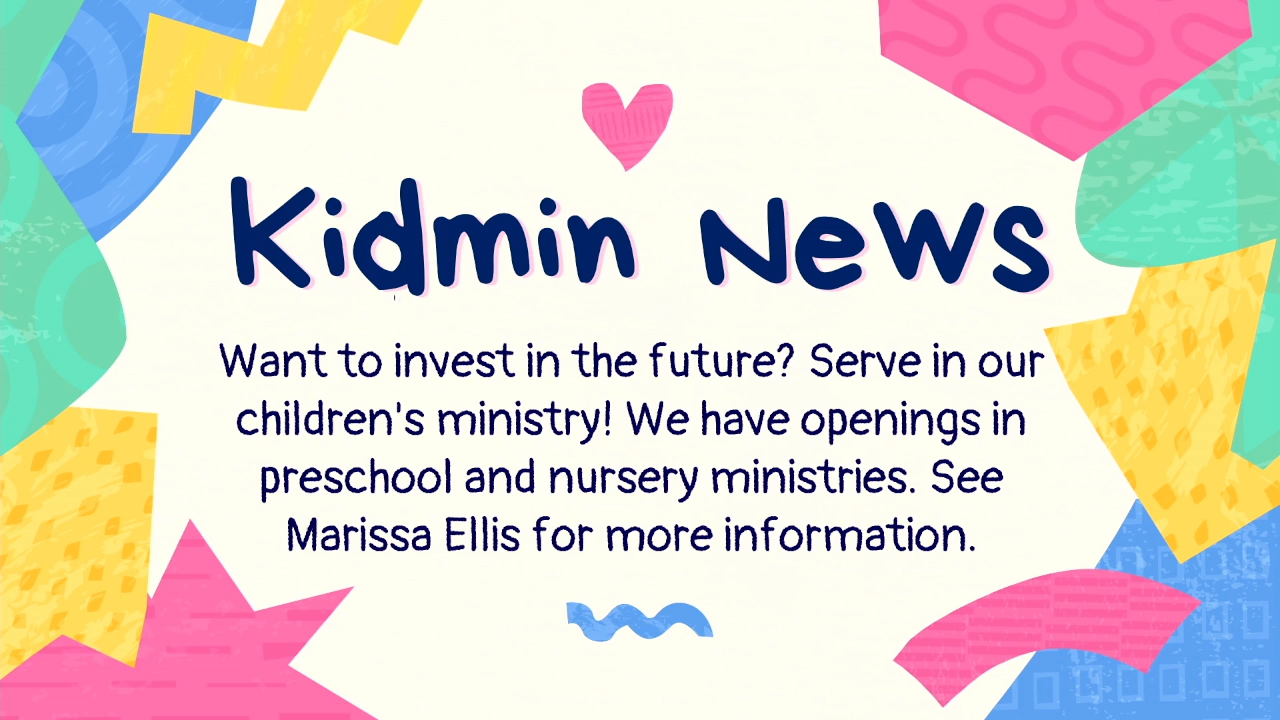 Kidmin News
Want to invest in the future? Serve in our
children's ministry! We have openings in
preschool and nursery ministries. See
Marissa Ellis for more information.